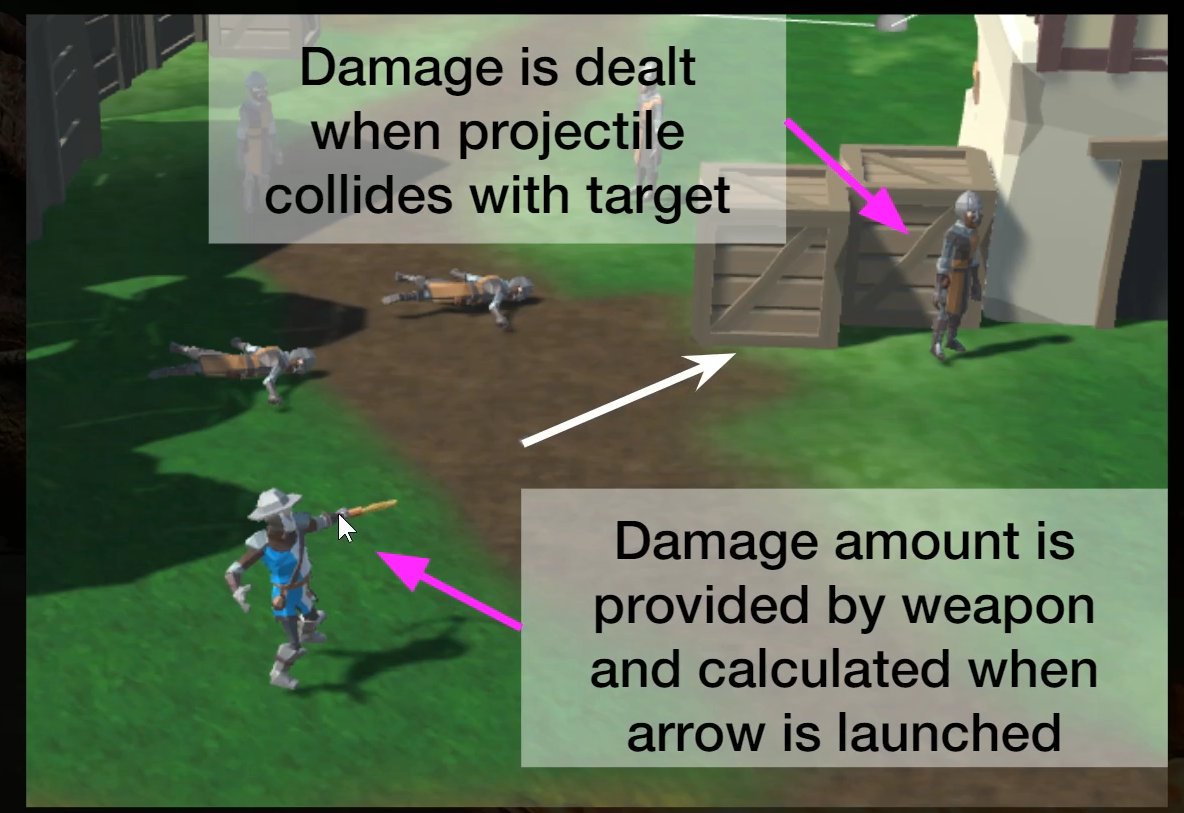 Damage is dealt
when projectile
collides with target
Damage amount is
provided by weapon
and calculated when
arrow is launched